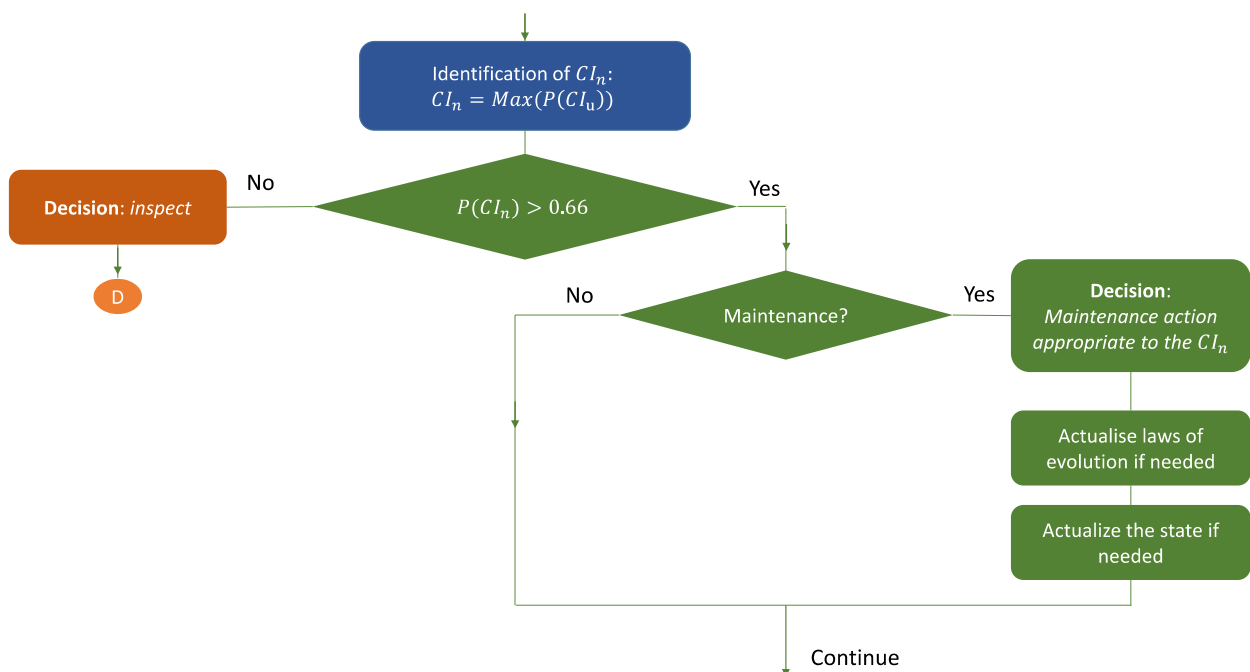 Identification of CIₙ:
CIₙ = Max(P(CIᵤ))
No
Yes
Decision: inspect
P(CIₙ) > 0.66
D
No
Yes
Maintenance?
Decision:
Maintenance action
appropriate to the CIₙ
Actualise laws of
evolution if needed
Actualize the state if
needed
Continue